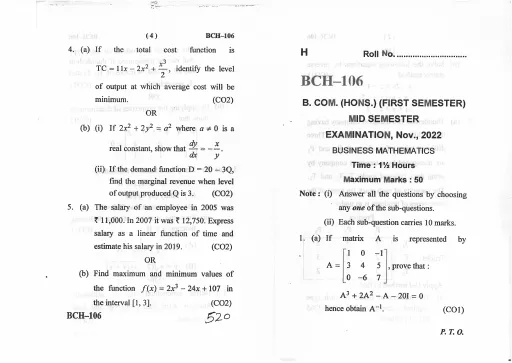 ( 4 )
BCH-106
4. (a) If the total cost function is
TC = 11x − 2x² + x³/2, identify the level
of output at which average cost will be
minimum. (CO2)
OR
(b) (i) If 2x² + 2y² = a² where a ≠ 0 is a
real constant, show that dy/dx = −x/y.
(ii) If the demand function D = 20 − 3Q,
find the marginal revenue when level
of output produced Q is 3. (CO2)
5. (a) The salary of an employee in 2005 was
₹ 11,000. In 2007 it was ₹ 12,750. Express
salary as a linear function of time and
estimate his salary in 2019. (CO2)
OR
(b) Find maximum and minimum values of
the function f(x) = 2x³ − 24x + 107 in
the interval [1, 3]. (CO2)
BCH-106
520
H
Roll No. ..............................
BCH-106
B. COM. (HONS.) (FIRST SEMESTER)
MID SEMESTER
EXAMINATION, Nov., 2022
BUSINESS MATHEMATICS
Time : 1½ Hours
Maximum Marks : 50
Note : (i) Answer all the questions by choosing
any one of the sub-questions.
(ii) Each sub-question carries 10 marks.
1. (a) If matrix A is represented by
1 0 −1
A = 3 4 5 , prove that :
0 −6 7
A³ + 2A² − A − 20I = 0
hence obtain A⁻¹. (CO1)
P. T. O.